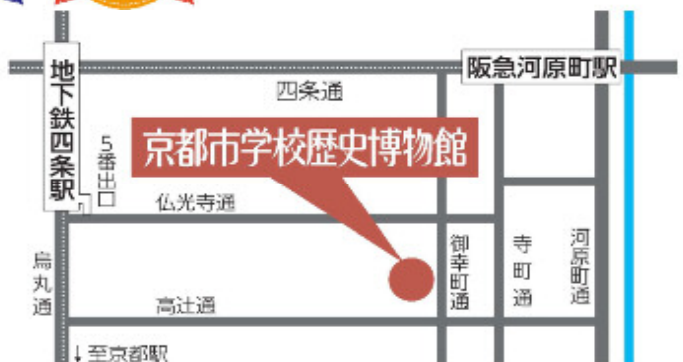 地下鉄四条駅
阪急河原町駅
四条通
5番出口
京都市学校歴史博物館
仏光寺通
烏丸通
御幸町通
寺町通
河原町通
高辻通
↓至京都駅